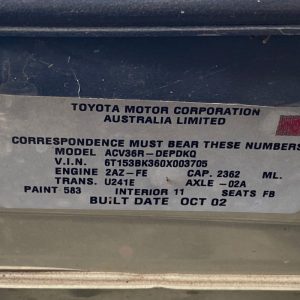 TOYOTA MOTOR CORPORATION
AUSTRALIA LIMITED
CORRESPONDENCE MUST BEAR THESE NUMBERS
MODEL ACV36R-DEPDKQ
V.I.N. 6T153BK360X003705
ENGINE 2AZ-FE CAP. 2362 ML.
TRANS. U241E AXLE -02A
PAINT 583 INTERIOR 11 SEATS FB
BUILT DATE OCT 02